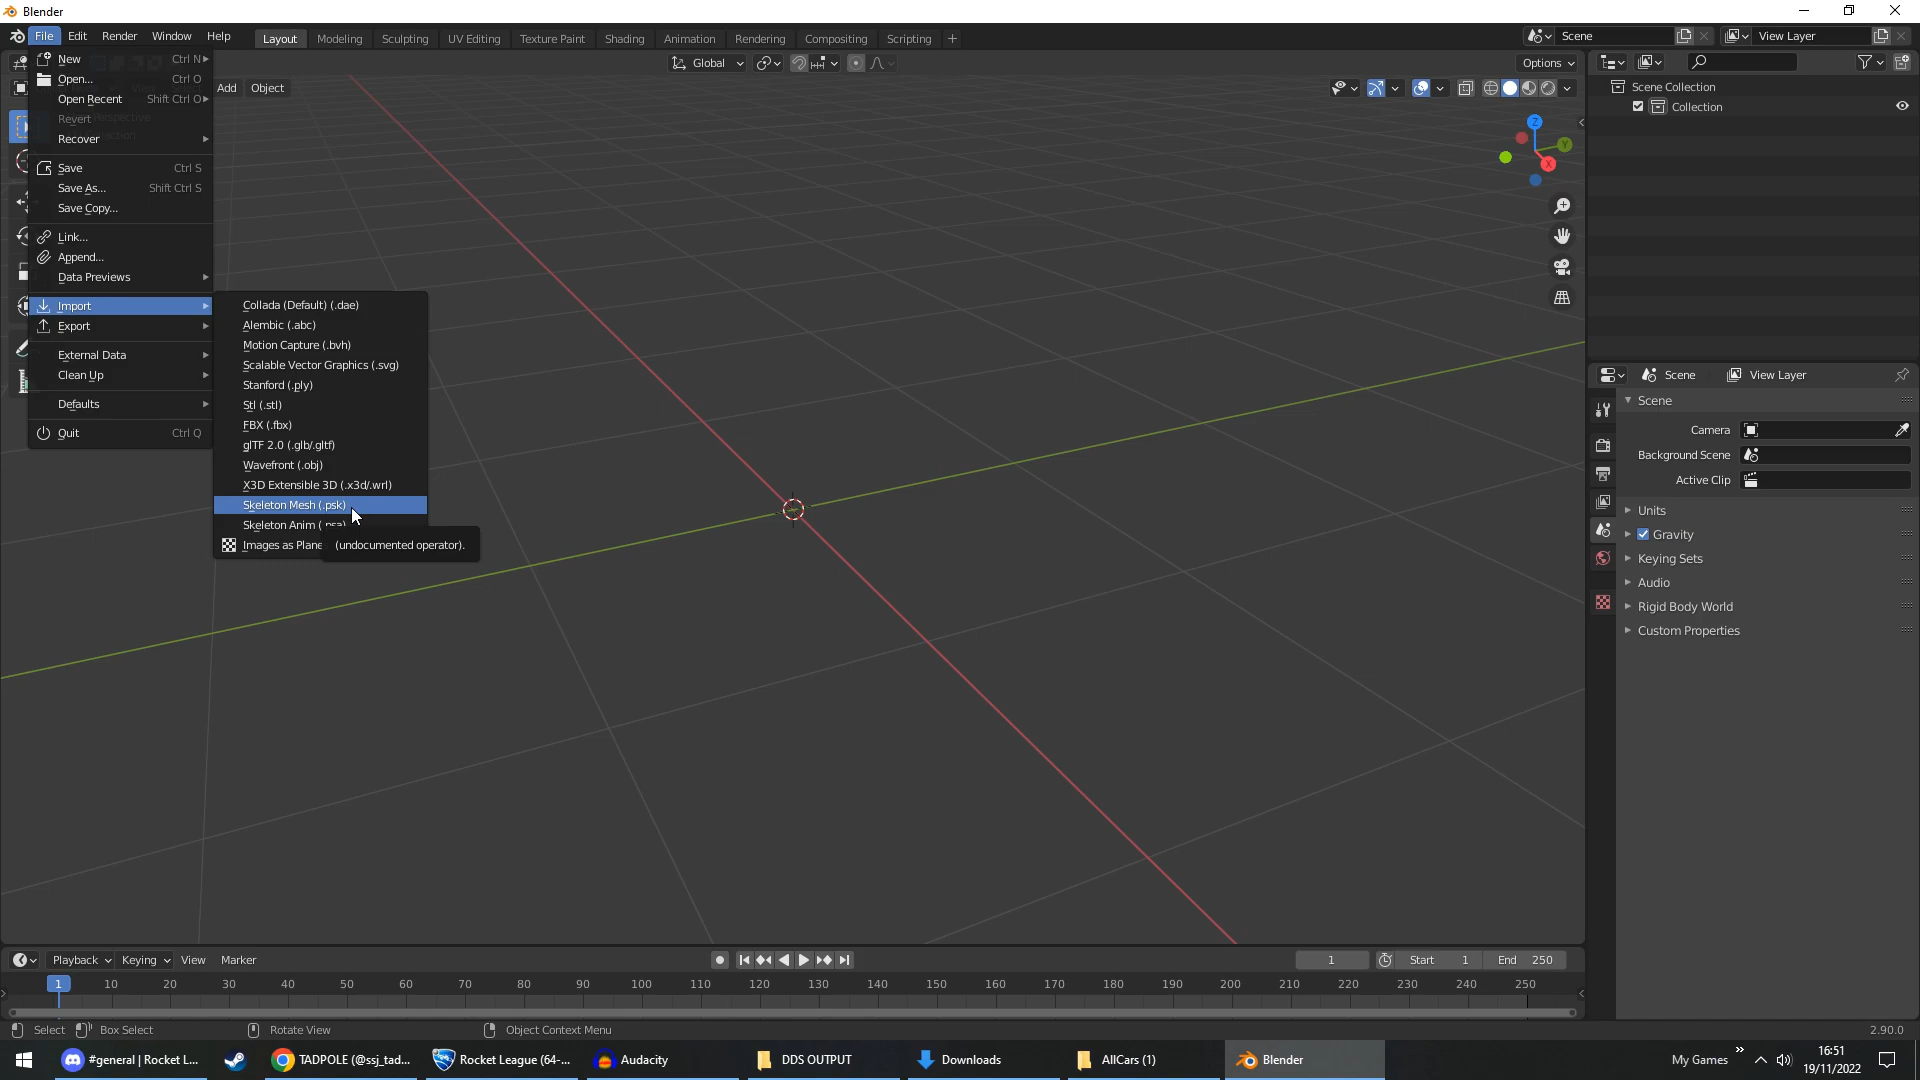 Blender
File Edit Render Window Help
Layout Modeling Sculpting UV Editing Texture Paint Shading Animation Rendering Compositing Scripting +
Scene
View Layer
New Ctrl N
Open... Ctrl O
Open Recent Shift Ctrl O
Revert
Recover
Save Ctrl S
Save As... Shift Ctrl S
Save Copy...
Link...
Append...
Data Previews
Import
Export
External Data
Clean Up
Defaults
Quit Ctrl Q
Add Object
Global
Options
Collada (Default) (.dae)
Alembic (.abc)
Motion Capture (.bvh)
Scalable Vector Graphics (.svg)
Stanford (.ply)
Stl (.stl)
FBX (.fbx)
glTF 2.0 (.glb/.gltf)
Wavefront (.obj)
X3D Extensible 3D (.x3d/.wrl)
Skeleton Mesh (.psk)
Skeleton Anim (.psa)
Images as Plane
(undocumented operator).
Z
Y
X
Scene Collection
Collection
Scene View Layer
Scene
Camera
Background Scene
Active Clip
Units
Gravity
Keying Sets
Audio
Rigid Body World
Custom Properties
Playback Keying View Marker
1 Start 1 End 250
1 10 20 30 40 50 60 70 80 90 100 110 120 130 140 150 160 170 180 190 200 210 220 230 240 250
Select Box Select Rotate View Object Context Menu
2.90.0
#general | Rocket L...
TADPOLE (@ssj_tad...
Rocket League (64-...
Audacity
DDS OUTPUT
Downloads
AllCars (1)
Blender
My Games
16:51
19/11/2022